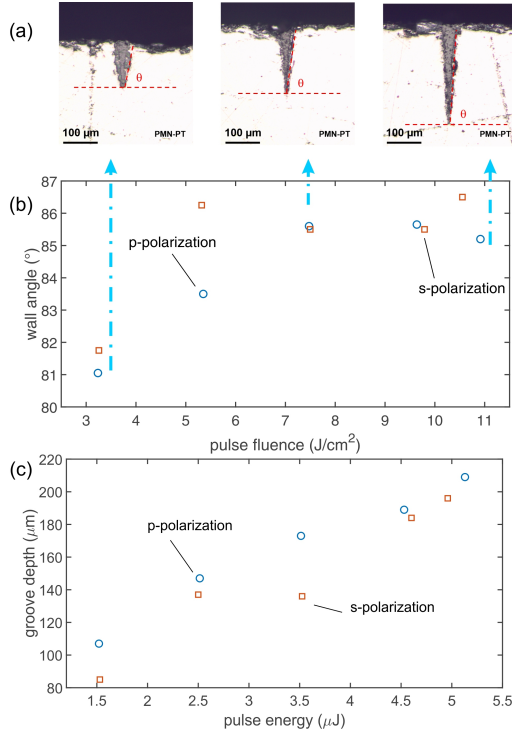 (a)
θ
θ
θ
100 μm
PMN-PT
100 μm
PMN-PT
100 μm
PMN-PT
(b)
87
86
85
84
83
82
81
80
wall angle (°)
p-polarization
s-polarization
3 4 5 6 7 8 9 10 11
pulse fluence (J/cm²)
(c)
220
200
180
160
140
120
100
80
groove depth (μm)
p-polarization
s-polarization
1.5 2 2.5 3 3.5 4 4.5 5 5.5
pulse energy (μJ)